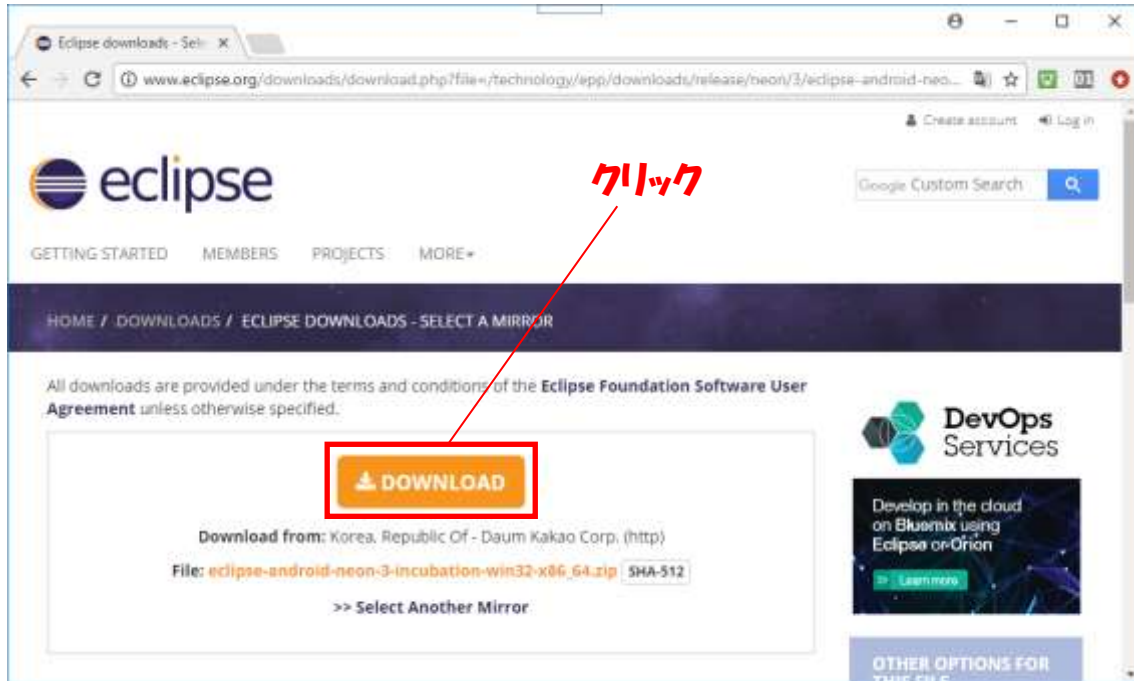 Eclipse downloads - Sele
www.eclipse.org/downloads/download.php?file=/technology/epp/downloads/release/neon/3/eclipse-android-neo...
Create account Log in
eclipse
クリック
Google Custom Search
GETTING STARTED MEMBERS PROJECTS MORE
HOME / DOWNLOADS / ECLIPSE DOWNLOADS - SELECT A MIRROR
All downloads are provided under the terms and conditions of the Eclipse Foundation Software User
Agreement unless otherwise specified.
DevOps
Services
DOWNLOAD
Develop in the cloud
on Bluemix using
Eclipse or Orion
Download from: Korea, Republic Of - Daum Kakao Corp. (http)
File: eclipse-android-neon-3-incubation-win32-x86_64.zip SHA-512
>> Learn more
>> Select Another Mirror
OTHER OPTIONS FOR
THIS FILE